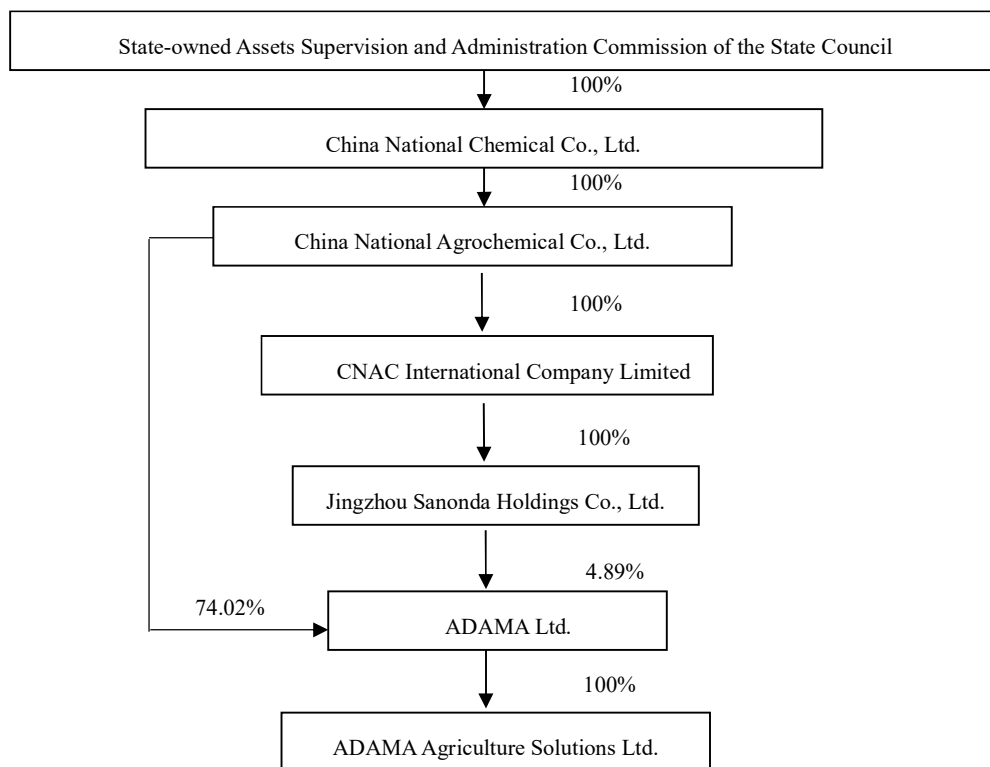 State-owned Assets Supervision and Administration Commission of the State Council
100%
China National Chemical Co., Ltd.
100%
China National Agrochemical Co., Ltd.
100%
CNAC International Company Limited
100%
Jingzhou Sanonda Holdings Co., Ltd.
4.89%
74.02%
ADAMA Ltd.
100%
ADAMA Agriculture Solutions Ltd.